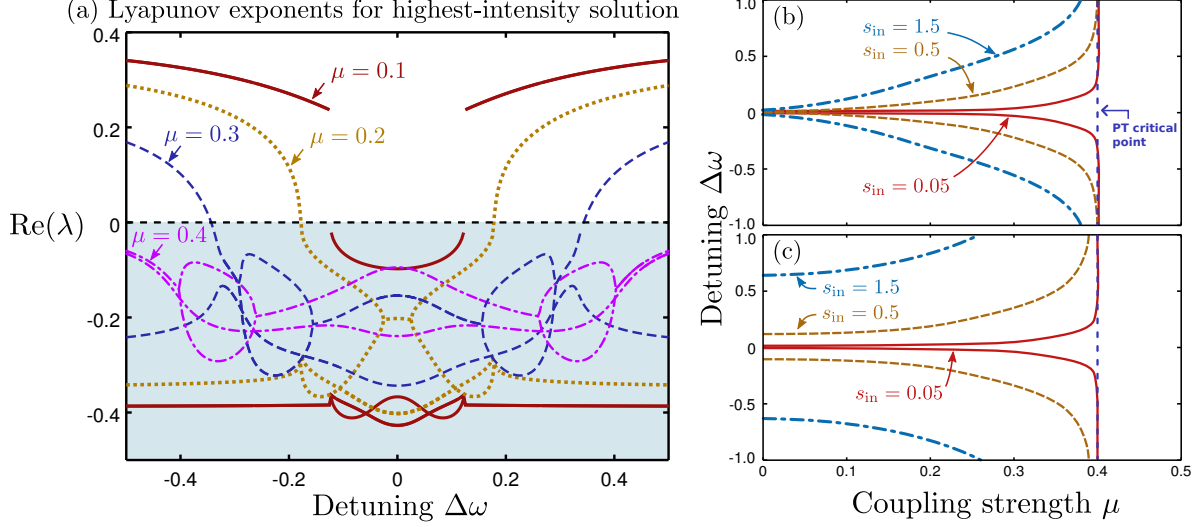 (a) Lyapunov exponents for highest-intensity solution
0.4
0.2
0
-0.2
-0.4
Re(λ)
μ = 0.1
μ = 0.2
μ = 0.3
μ = 0.4
-0.4 -0.2 0 0.2 0.4
Detuning Δω
(b)
1.0
0.5
0
-0.5
-1.0
s_in = 1.5
s_in = 0.5
s_in = 0.05
PT critical
point
Detuning Δω
(c)
0.5
0
-0.5
-1.0
s_in = 1.5
s_in = 0.5
s_in = 0.05
0 0.1 0.2 0.3 0.4 0.5
Coupling strength μ